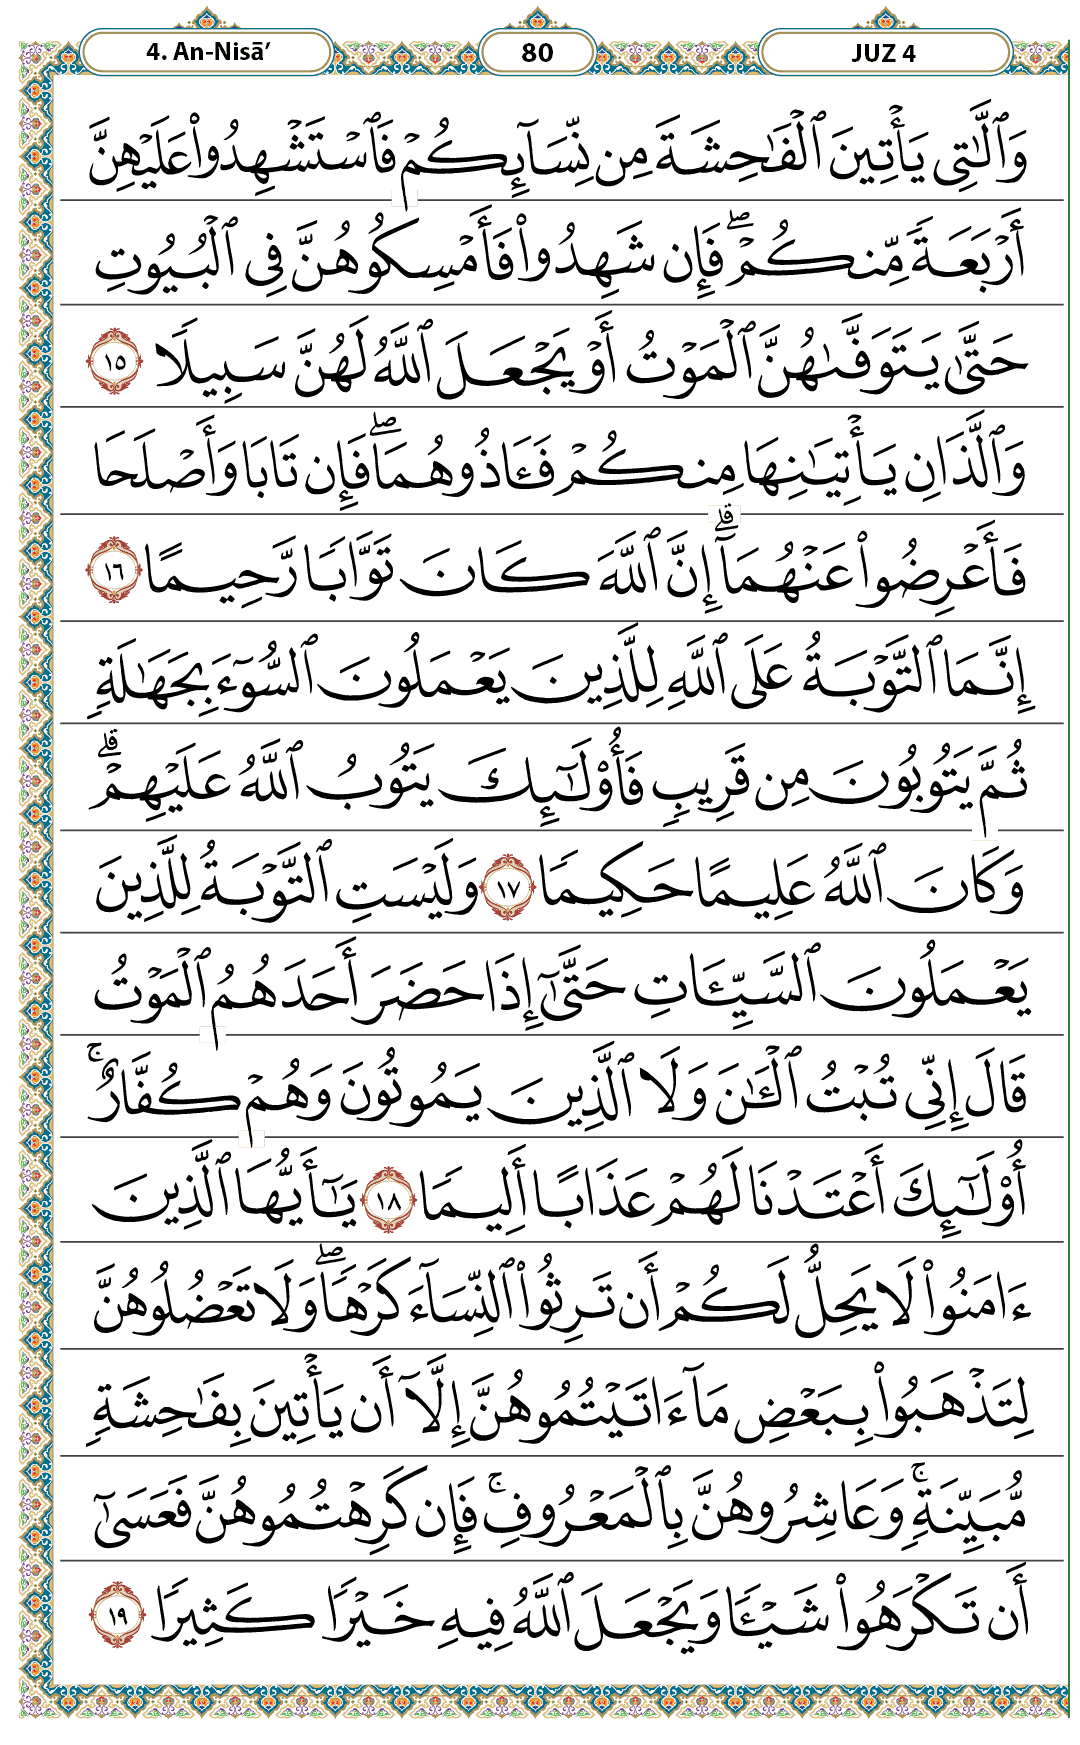 4. An-Nisā’
80
JUZ 4
وَٱلَّٰتِى يَأۡتِينَ ٱلۡفَٰحِشَةَ مِن نِّسَآئِكُمۡ فَٱسۡتَشۡهِدُواْ عَلَيۡهِنَّ
أَرۡبَعَةً مِّنكُمۡۖ فَإِن شَهِدُواْ فَأَمۡسِكُوهُنَّ فِى ٱلۡبُيُوتِ
حَتَّىٰ يَتَوَفَّىٰهُنَّ ٱلۡمَوۡتُ أَوۡ يَجۡعَلَ ٱللَّهُ لَهُنَّ سَبِيلًا ١٥
وَٱلَّذَانِ يَأۡتِيَٰنِهَا مِنكُمۡ فَـَٔاذُوهُمَاۖ فَإِن تَابَا وَأَصۡلَحَا
فَأَعۡرِضُواْ عَنۡهُمَآۗ إِنَّ ٱللَّهَ كَانَ تَوَّابًا رَّحِيمًا ١٦
إِنَّمَا ٱلتَّوۡبَةُ عَلَى ٱللَّهِ لِلَّذِينَ يَعۡمَلُونَ ٱلسُّوٓءَ بِجَهَٰلَةٍ
ثُمَّ يَتُوبُونَ مِن قَرِيبٍ فَأُوْلَٰٓئِكَ يَتُوبُ ٱللَّهُ عَلَيۡهِمۡۗ
وَكَانَ ٱللَّهُ عَلِيمًا حَكِيمًا ١٧ وَلَيۡسَتِ ٱلتَّوۡبَةُ لِلَّذِينَ
يَعۡمَلُونَ ٱلسَّيِّـَٔاتِ حَتَّىٰٓ إِذَا حَضَرَ أَحَدَهُمُ ٱلۡمَوۡتُ
قَالَ إِنِّى تُبۡتُ ٱلۡـَٰٔنَ وَلَا ٱلَّذِينَ يَمُوتُونَ وَهُمۡ كُفَّارٌۚ
أُوْلَٰٓئِكَ أَعۡتَدۡنَا لَهُمۡ عَذَابًا أَلِيمًا ١٨ يَٰٓأَيُّهَا ٱلَّذِينَ
ءَامَنُواْ لَا يَحِلُّ لَكُمۡ أَن تَرِثُواْ ٱلنِّسَآءَ كَرۡهًاۖ وَلَا تَعۡضُلُوهُنَّ
لِتَذۡهَبُواْ بِبَعۡضِ مَآ ءَاتَيۡتُمُوهُنَّ إِلَّآ أَن يَأۡتِينَ بِفَٰحِشَةٍ
مُّبَيِّنَةٍۚ وَعَاشِرُوهُنَّ بِٱلۡمَعۡرُوفِۚ فَإِن كَرِهۡتُمُوهُنَّ فَعَسَىٰٓ
أَن تَكۡرَهُواْ شَيۡـًٔا وَيَجۡعَلَ ٱللَّهُ فِيهِ خَيۡرًا كَثِيرًا ١٩